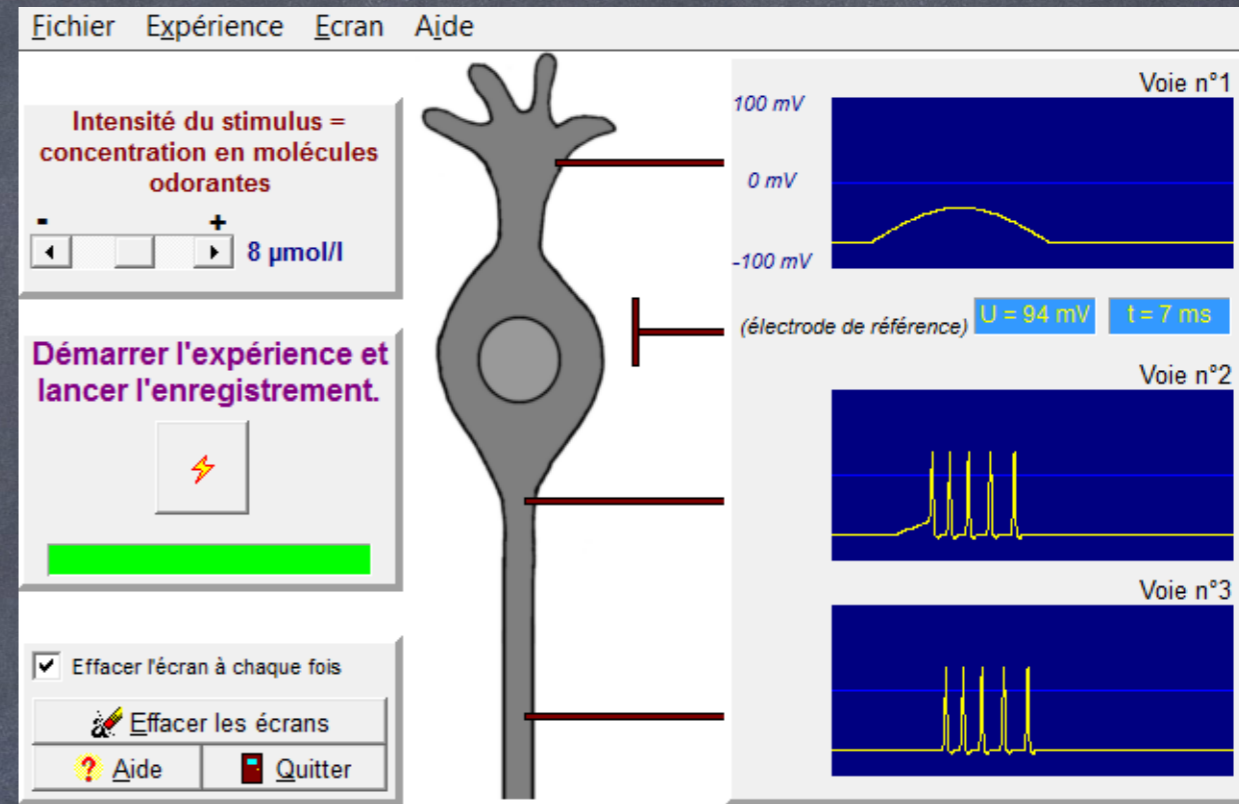 Fichier Expérience Ecran Aide
Intensité du stimulus =
concentration en molécules
odorantes
- +
8 µmol/l
Démarrer l'expérience et
lancer l'enregistrement.
Effacer l'écran à chaque fois
Effacer les écrans
? Aide
Quitter
Voie n°1
100 mV
0 mV
-100 mV
(électrode de référence)
U = 94 mV
t = 7 ms
Voie n°2
Voie n°3